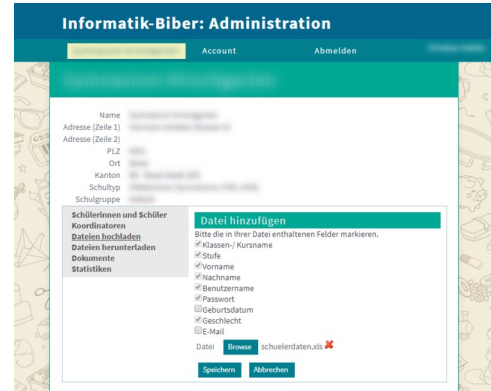 Informatik-Biber: Administration
Account Abmelden
Name
Adresse (Zeile 1)
Adresse (Zeile 2)
PLZ
Ort
Kanton
Schultyp
Schulgruppe
Schülerinnen und Schüler
Koordinatoren
Dateien hochladen
Dateien herunterladen
Dokumente
Statistiken
Datei hinzufügen
Bitte die in Ihrer Datei enthaltenen Felder markieren.
Klassen-/ Kursname
Stufe
Vorname
Nachname
Benutzername
Passwort
Geburtsdatum
Geschlecht
E-Mail
Datei Browse schuelerdaten.xls
Speichern Abbrechen